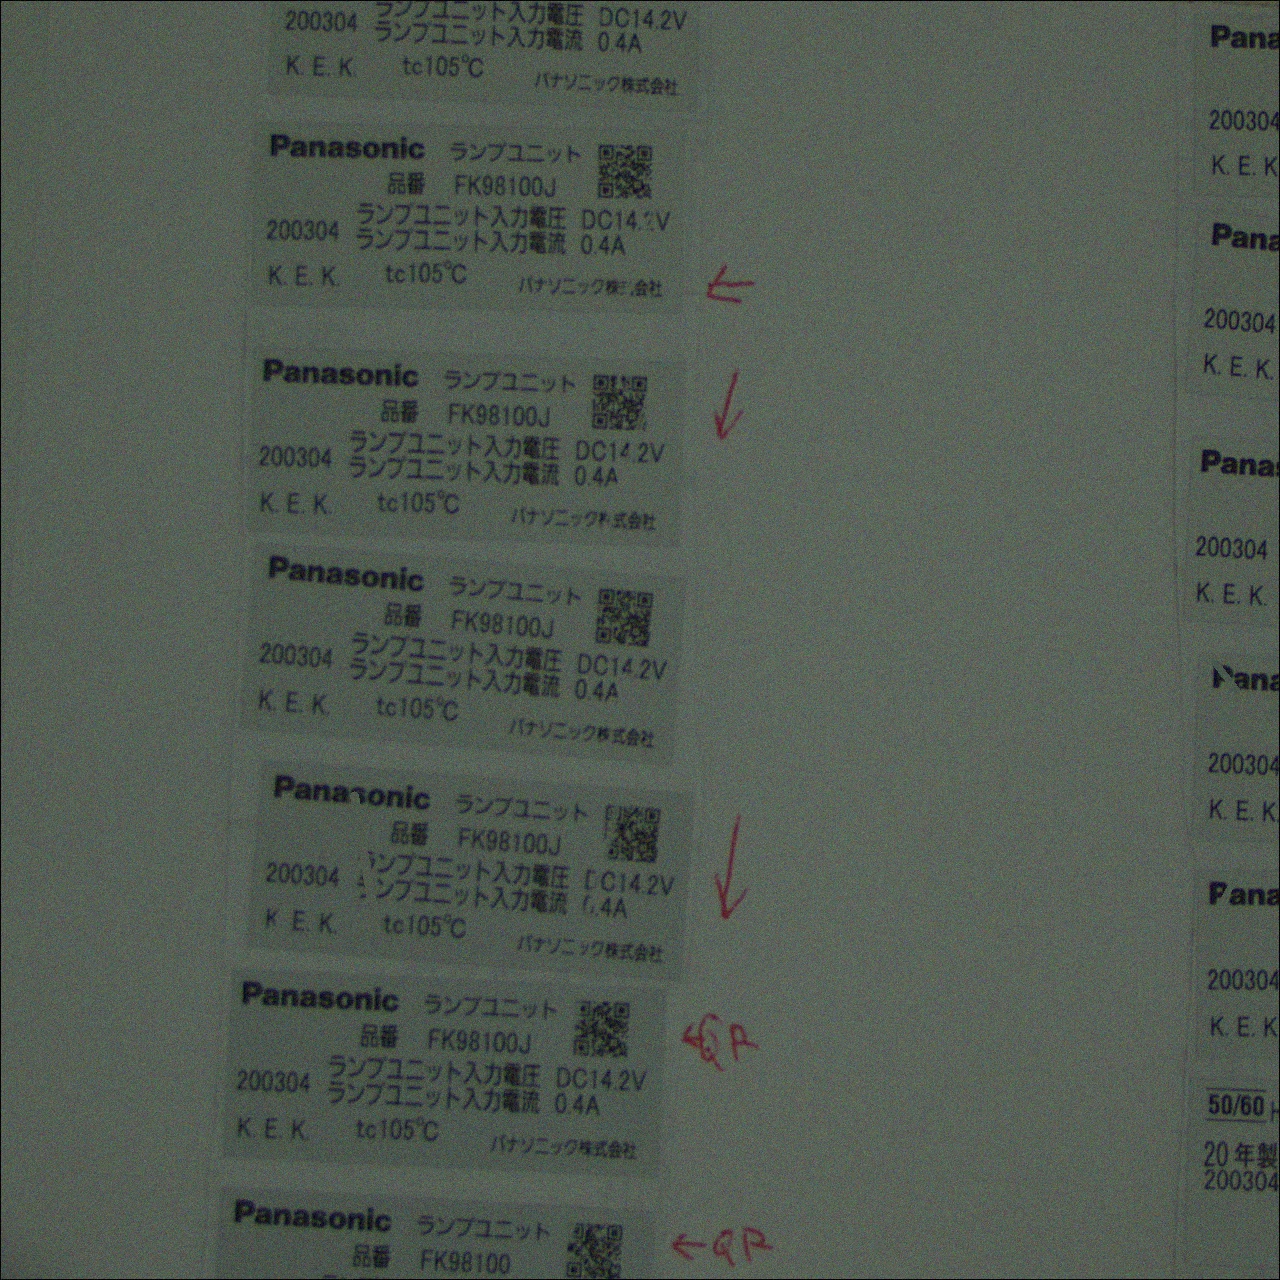 ランプユニット入力電圧 DC14.2V
200304 ランプユニット入力電流 0.4A
K. E. K. tc105℃ パナソニック株式会社
Panasonic ランプユニット
品番 FK98100J
ランプユニット入力電圧 DC14.2V
200304 ランプユニット入力電流 0.4A
K. E. K. tc105℃ パナソニック株式会社
←
Panasonic ランプユニット
品番 FK98100J
ランプユニット入力電圧 DC14.2V
200304 ランプユニット入力電流 0.4A
K. E. K. tc105℃ パナソニック株式会社
↓
Panasonic ランプユニット
品番 FK98100J
ランプユニット入力電圧 DC14.2V
200304 ランプユニット入力電流 0.4A
K. E. K. tc105℃ パナソニック株式会社
Panasonic ランプユニット
品番 FK98100J
ランプユニット入力電圧 DC14.2V
200304 ランプユニット入力電流 0.4A
K. E. K. tc105℃ パナソニック株式会社
↓
Panasonic ランプユニット
品番 FK98100J
ランプユニット入力電圧 DC14.2V
200304 ランプユニット入力電流 0.4A
K. E. K. tc105℃ パナソニック株式会社
←QR
Panasonic ランプユニット
品番 FK98100
←QR
Pana
200304
K. E. K
Pana
200304
K. E. K.
Panas
200304
K. E. K.
Pana
200304
K. E. K.
Pana
200304
K. E. K
50/60 H
20年製
200304